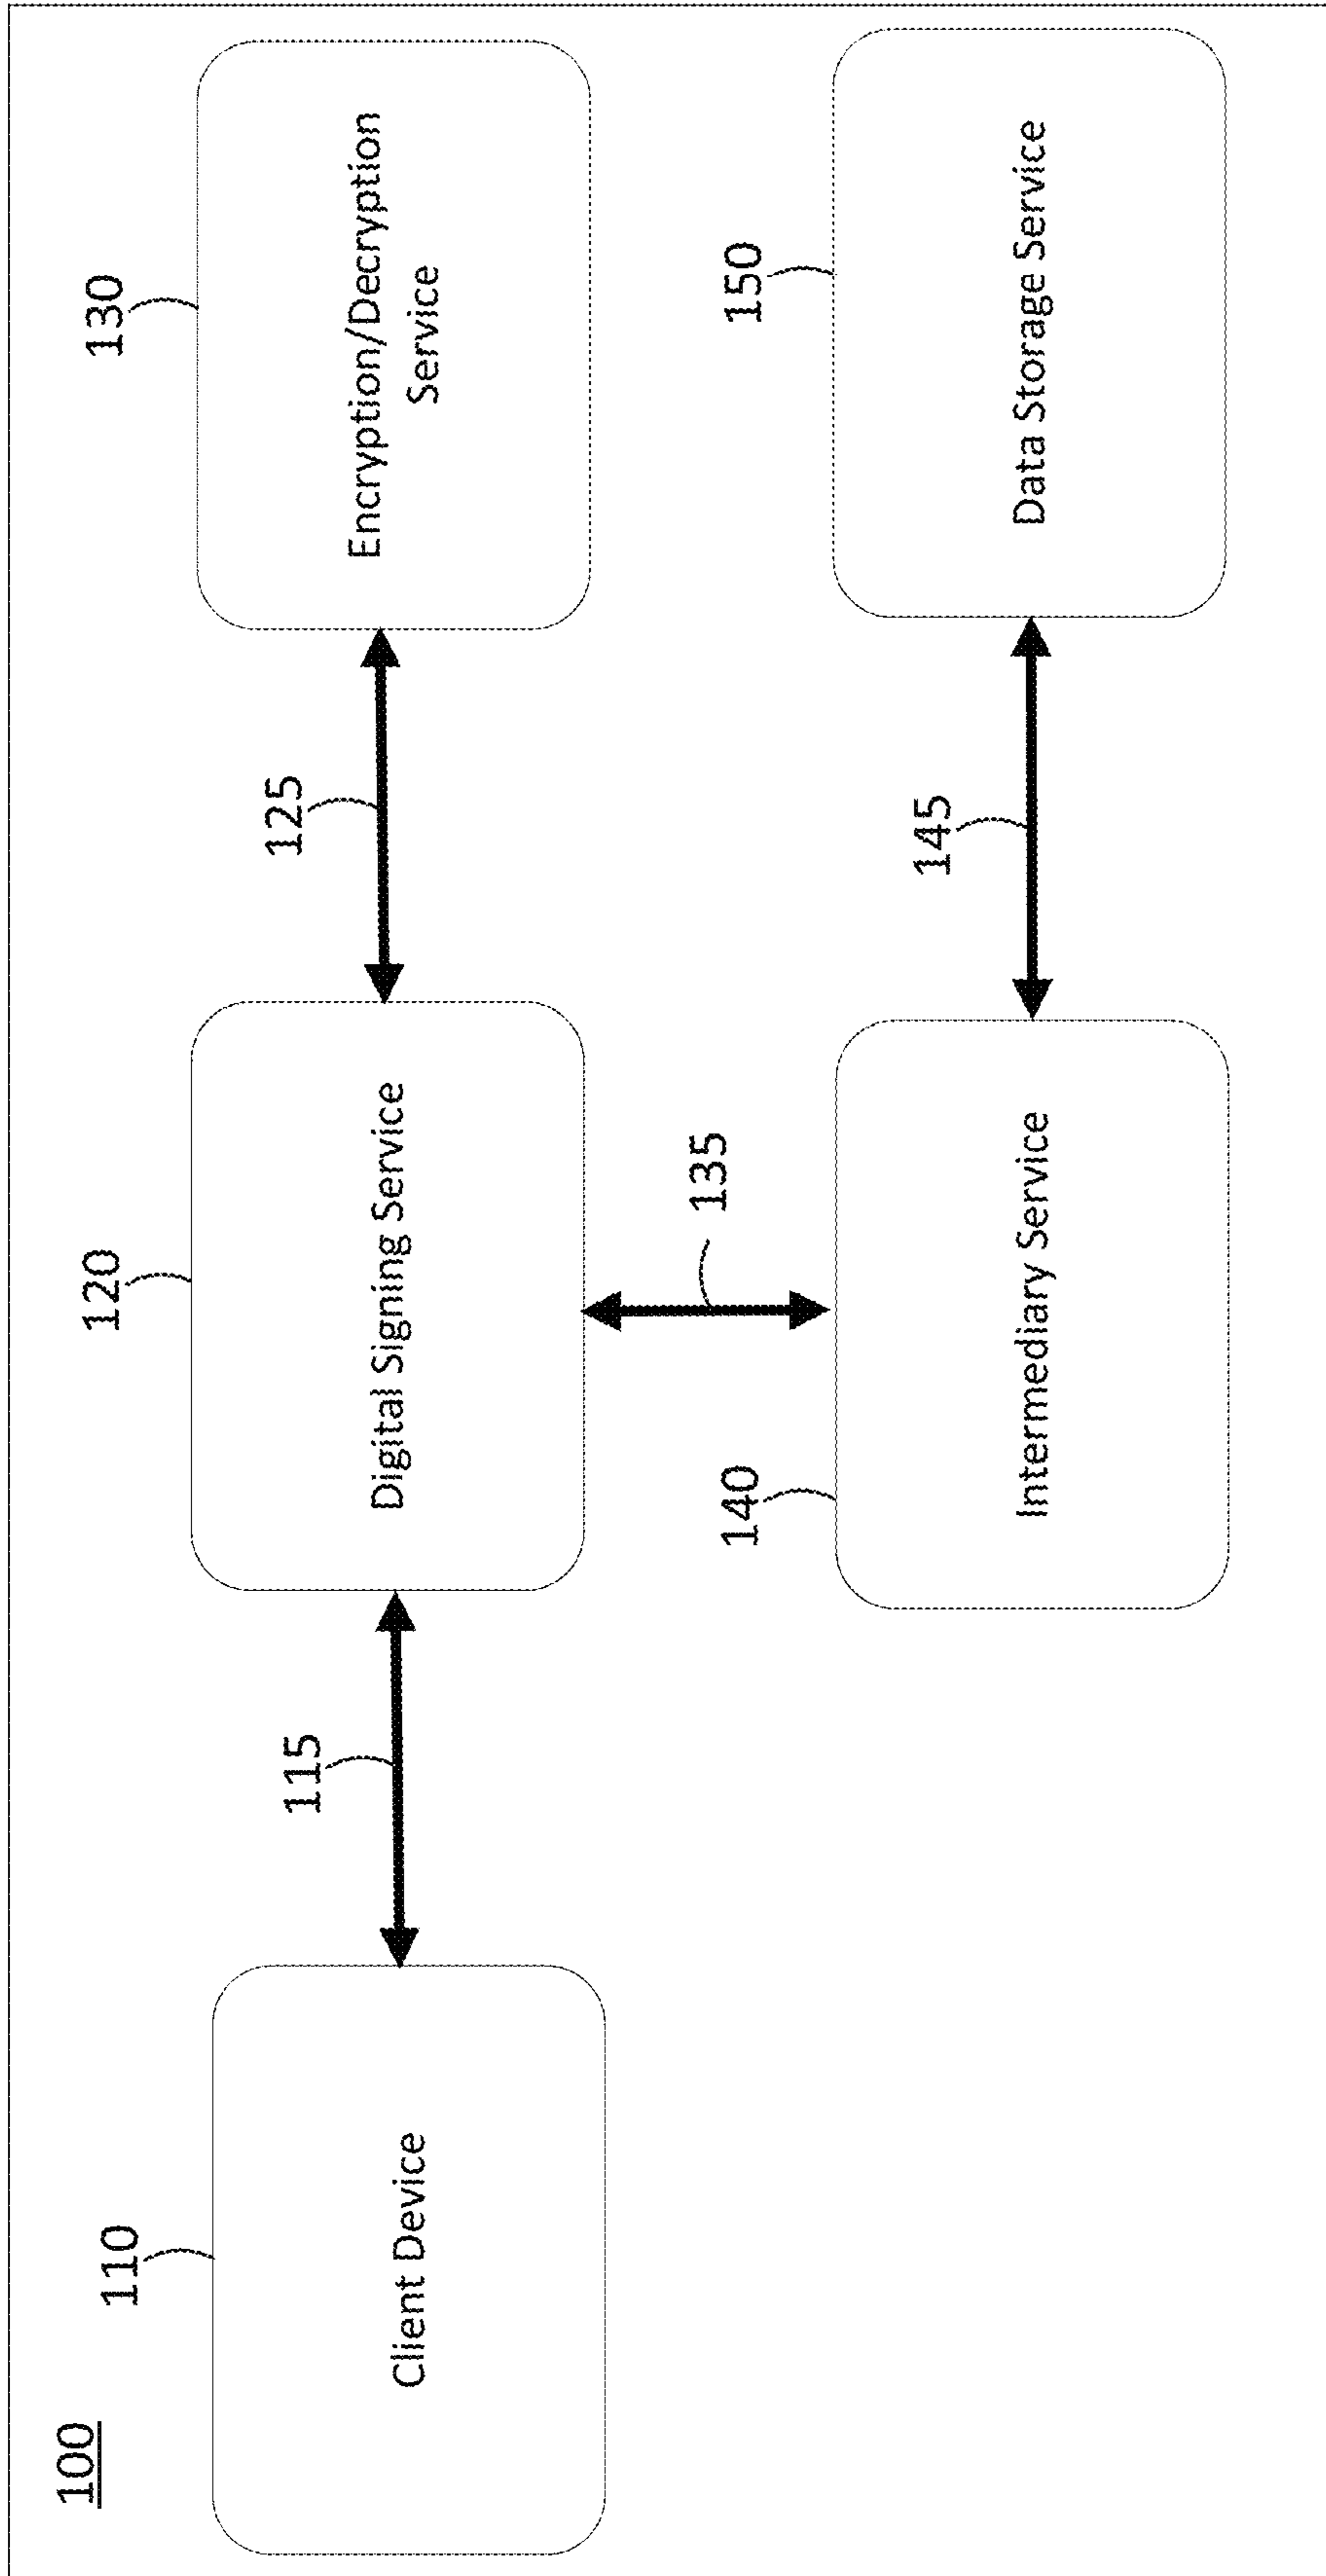 100
110
Client Device
115
120
Digital Signing Service
125
130
Encryption/Decryption
Service
135
140
Intermediary Service
145
150
Data Storage Service